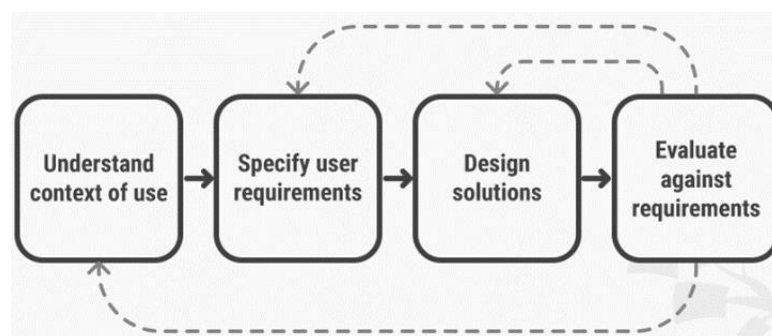 Understand
context of use
Specify user
requirements
Design
solutions
Evaluate
against
requirements